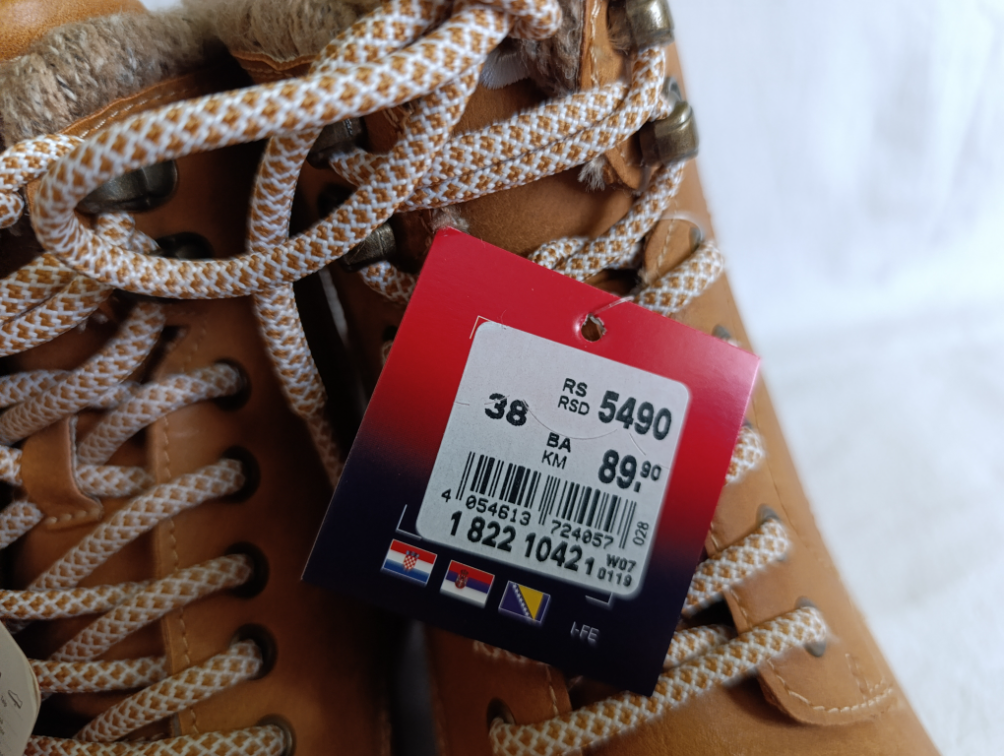 RS
RSD 5490
38
BA
KM 89.90
4 054613 724057
028
1 822 1042 1 W07
0119
I-FE